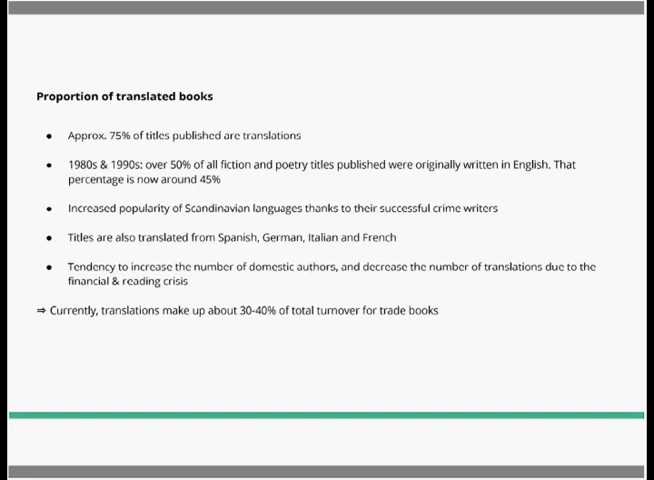 Proportion of translated books
● Approx. 75% of titles published are translations
● 1980s & 1990s: over 50% of all fiction and poetry titles published were originally written in English. That
percentage is now around 45%
● Increased popularity of Scandinavian languages thanks to their successful crime writers
● Titles are also translated from Spanish, German, Italian and French
● Tendency to increase the number of domestic authors, and decrease the number of translations due to the
financial & reading crisis
⇒ Currently, translations make up about 30-40% of total turnover for trade books